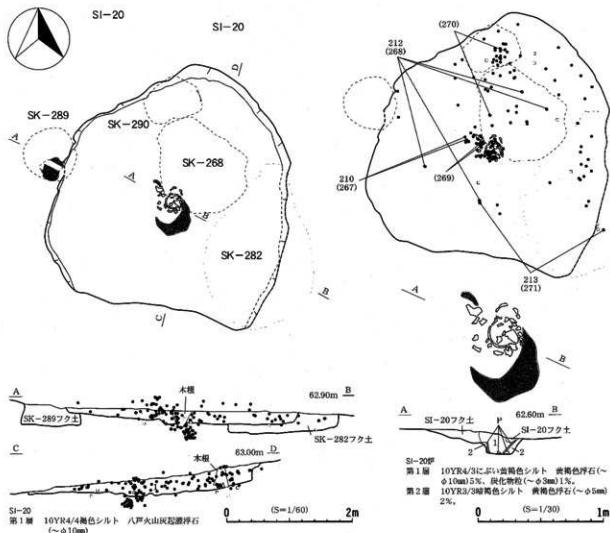 SI-20
SI-20
D
SK-289
SK-290
A
SK-268
A
B
SK-282
B
C
(270)
212
(268)
210
(267)
(269)
213
(271)
A
B
A
木根
62.90m
B
SK-289フク土
SK-282フク土
C
木根
63.00m
D
SI-20
第1層 10YR4/4褐色シルト 八戸火山灰起源浮石
(〜φ10㎜)
0
(S=1/60)
2m
A
P
62.60m
B
SI-20フク土
SI-20フク土
2
1
2
SI-20炉
第1層 10YR4/3にぶい黄褐色シルト 黄褐色浮石(〜
φ10㎜)5%、炭化物粒(〜φ3㎜)1%。
第2層 10YR3/3暗褐色シルト 黄褐色浮石(〜φ5㎜)
2%。
0
(S=1/30)
1m